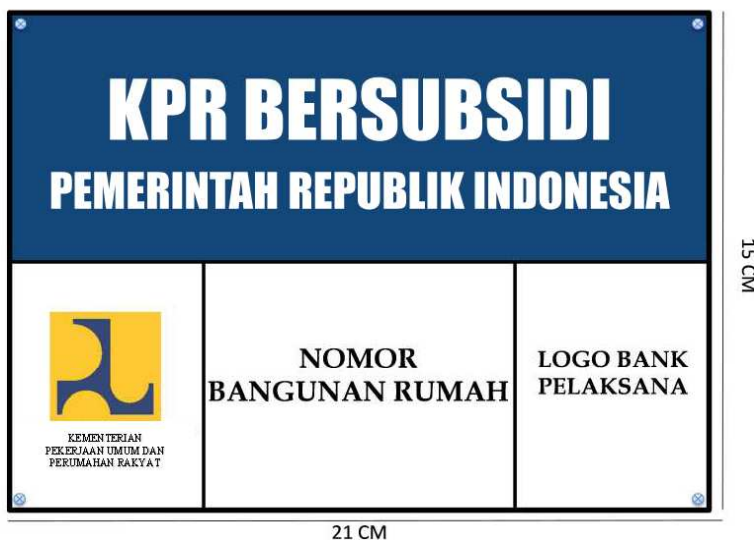 KPR BERSUBSIDI
PEMERINTAH REPUBLIK INDONESIA
KEMENTERIAN
PEKERJAAN UMUM DAN
PERUMAHAN RAKYAT
NOMOR
BANGUNAN RUMAH
LOGO BANK
PELAKSANA
15 CM
21 CM